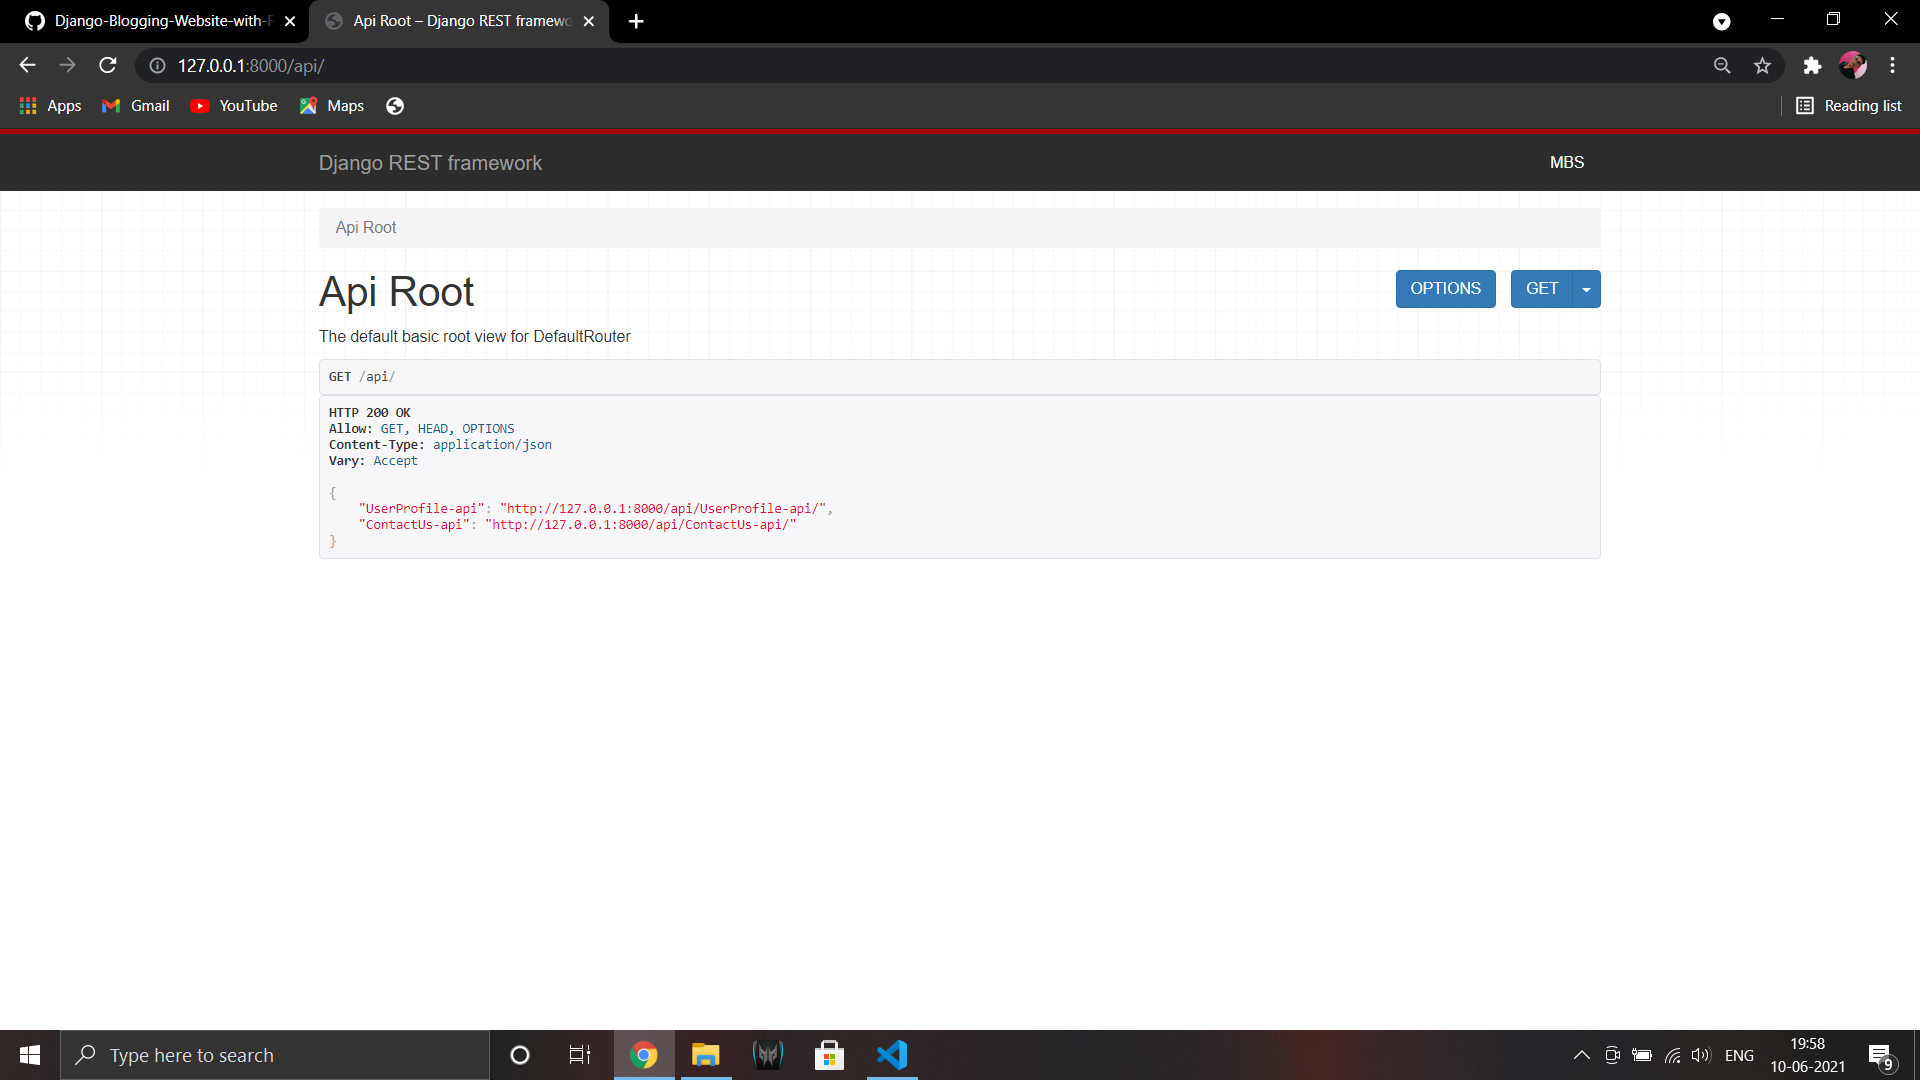 Django-Blogging-Website-with-R
Api Root – Django REST framewo
127.0.0.1:8000/api/
Apps
Gmail
YouTube
Maps
Reading list
Django REST framework
MBS
Api Root
Api Root
OPTIONS
GET
The default basic root view for DefaultRouter
GET /api/
HTTP 200 OK
Allow: GET, HEAD, OPTIONS
Content-Type: application/json
Vary: Accept
{
"UserProfile-api": "http://127.0.0.1:8000/api/UserProfile-api/",
"ContactUs-api": "http://127.0.0.1:8000/api/ContactUs-api/"
}
Type here to search
ENG
19:58
10-06-2021
9